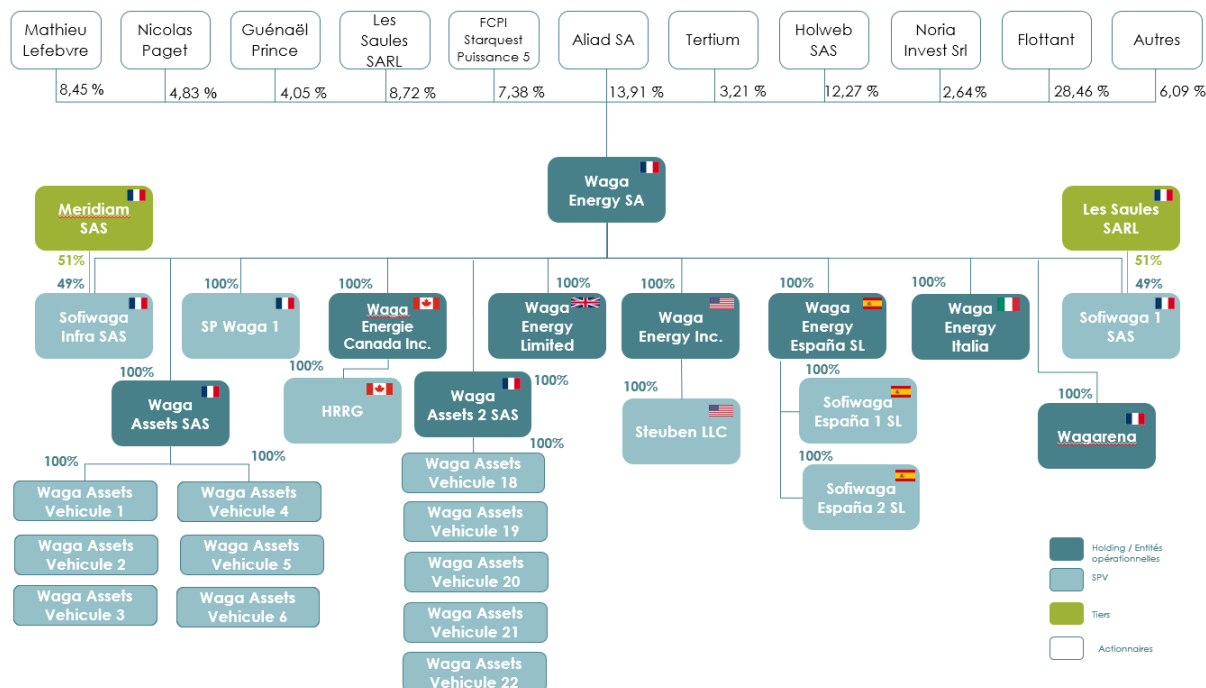 Mathieu
Lefebvre
Nicolas
Paget
Guénaël
Prince
Les
Saules
SARL
FCPI
Starquest
Puissance 5
Aliad SA
Tertium
Holweb
SAS
Noria
Invest Srl
Flottant
Autres
8,45 %
4,83 %
4,05 %
8,72 %
7,38 %
13,91 %
3,21 %
12,27 %
2,64 %
28,46 %
6,09 %
Waga
Energy SA
Meridiam
SAS
Les Saules
SARL
51%
49%
51%
49%
Sofiwaga
Infra SAS
100%
SP Waga 1
100%
Waga
Energie
Canada Inc.
100%
Waga
Energy
Limited
100%
Waga
Energy Inc.
100%
Waga
Energy
España SL
100%
Waga
Energy
Italia
Sofiwaga 1
SAS
100%
Waga
Assets SAS
100%
HRRG
100%
Waga
Assets 2 SAS
100%
Steuben LLC
100%
Sofiwaga
España 1 SL
100%
Sofiwaga
España 2 SL
100%
Wagarena
100%
100%
Waga Assets
Vehicule 1
Waga Assets
Vehicule 2
Waga Assets
Vehicule 3
Waga Assets
Vehicule 4
Waga Assets
Vehicule 5
Waga Assets
Vehicule 6
100%
Waga Assets
Vehicule 18
Waga Assets
Vehicule 19
Waga Assets
Vehicule 20
Waga Assets
Vehicule 21
Waga Assets
Vehicule 22
Holding / Entités
opérationnelles
SPV
Tiers
Actionnaires